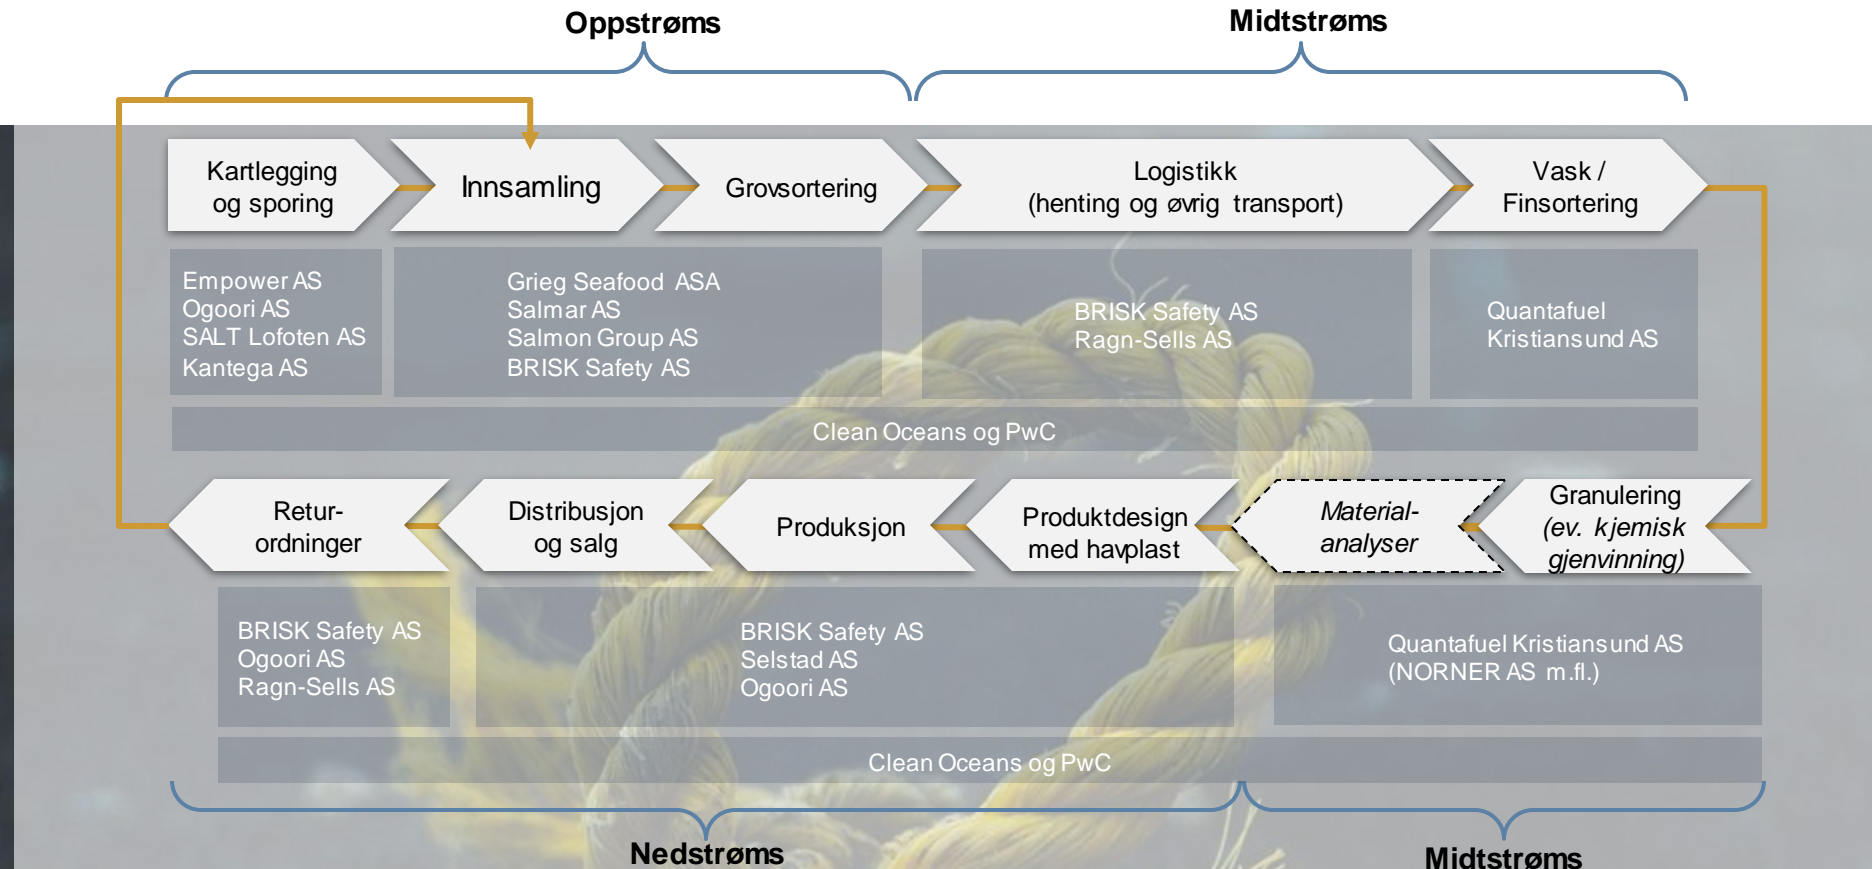 Oppstrøms
Midtstrøms
Kartlegging
og sporing
Innsamling
Grovsortering
Logistikk
(henting og øvrig transport)
Vask /
Finsortering
Empower AS
Ogoori AS
SALT Lofoten AS
Kantega AS
Grieg Seafood ASA
Salmar AS
Salmon Group AS
BRISK Safety AS
BRISK Safety AS
Ragn-Sells AS
Quantafuel
Kristiansund AS
Clean Oceans og PwC
Retur-
ordninger
Distribusjon
og salg
Produksjon
Produktdesign
med havplast
Material-
analyser
Granulering
(ev. kjemisk
gjenvinning)
BRISK Safety AS
Ogoori AS
Ragn-Sells AS
BRISK Safety AS
Selstad AS
Ogoori AS
Quantafuel Kristiansund AS
(NORNER AS m.fl.)
Clean Oceans og PwC
Nedstrøms
Midtstrøms